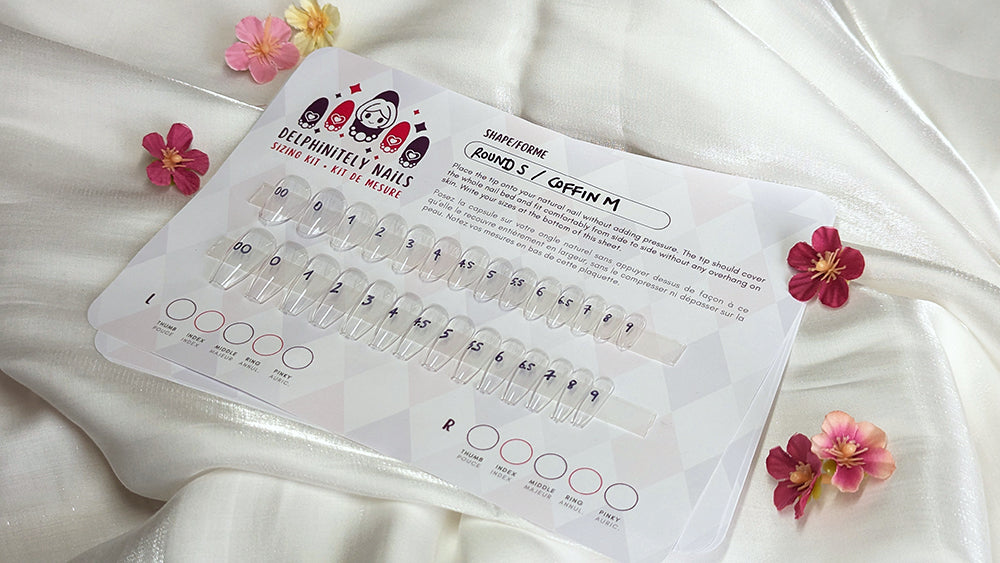 DELPHINITELY NAILS
SIZING KIT • KIT DE MESURE
SHAPE/FORME
ROUND S / COFFIN M
Place the tip onto your natural nail without adding pressure. The tip should cover
the whole nail bed and fit comfortably from side to side without any overhang on
skin. Write your sizes at the bottom of this sheet.
Posez la capsule sur votre ongle naturel sans appuyer dessus de façon à ce
qu'elle le recouvre entièrement en largeur, sans le compresser ni dépasser sur la
peau. Notez vos mesures en bas de cette plaquette.
00 0 1 2 3 4 4.5 5 5.5 6 6.5 7 8 9
00 0 1 2 3 4 4.5 5 5.5 6 6.5 7 8 9
L
THUMB INDEX MIDDLE RING PINKY
POUCE INDEX MAJEUR ANNUL. AURIC.
R
THUMB INDEX MIDDLE RING PINKY
POUCE INDEX MAJEUR ANNUL. AURIC.